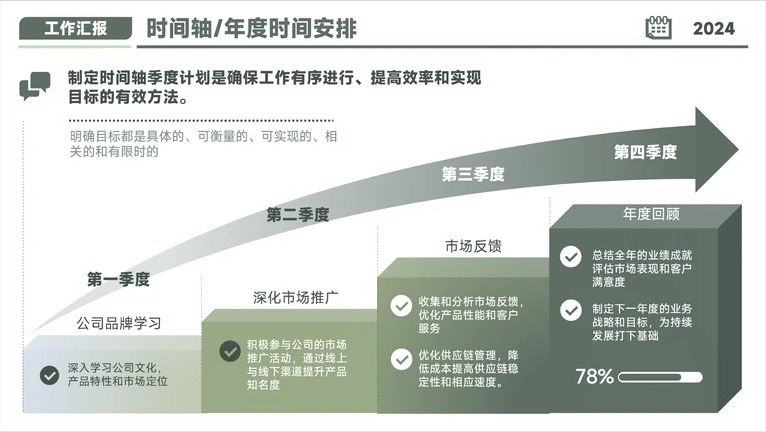 工作汇报
时间轴/年度时间安排
2024
制定时间轴季度计划是确保工作有序进行、提高效率和实现
目标的有效方法。
明确目标都是具体的、可衡量的、可实现的、相
关的和有限时的
第一季度
第二季度
第三季度
第四季度
公司品牌学习
深入学习公司文化，
产品特性和市场定位
深化市场推广
积极参与公司的市场
推广活动，通过线上
与线下渠道提升产品
知名度
市场反馈
收集和分析市场反馈，
优化产品性能和客户
服务
优化供应链管理，降
低成本提高供应链稳
定性和相应速度。
年度回顾
总结全年的业绩成就
评估市场表现和客户
满意度
制定下一年度的业务
战略和目标，为持续
发展打下基础
78%